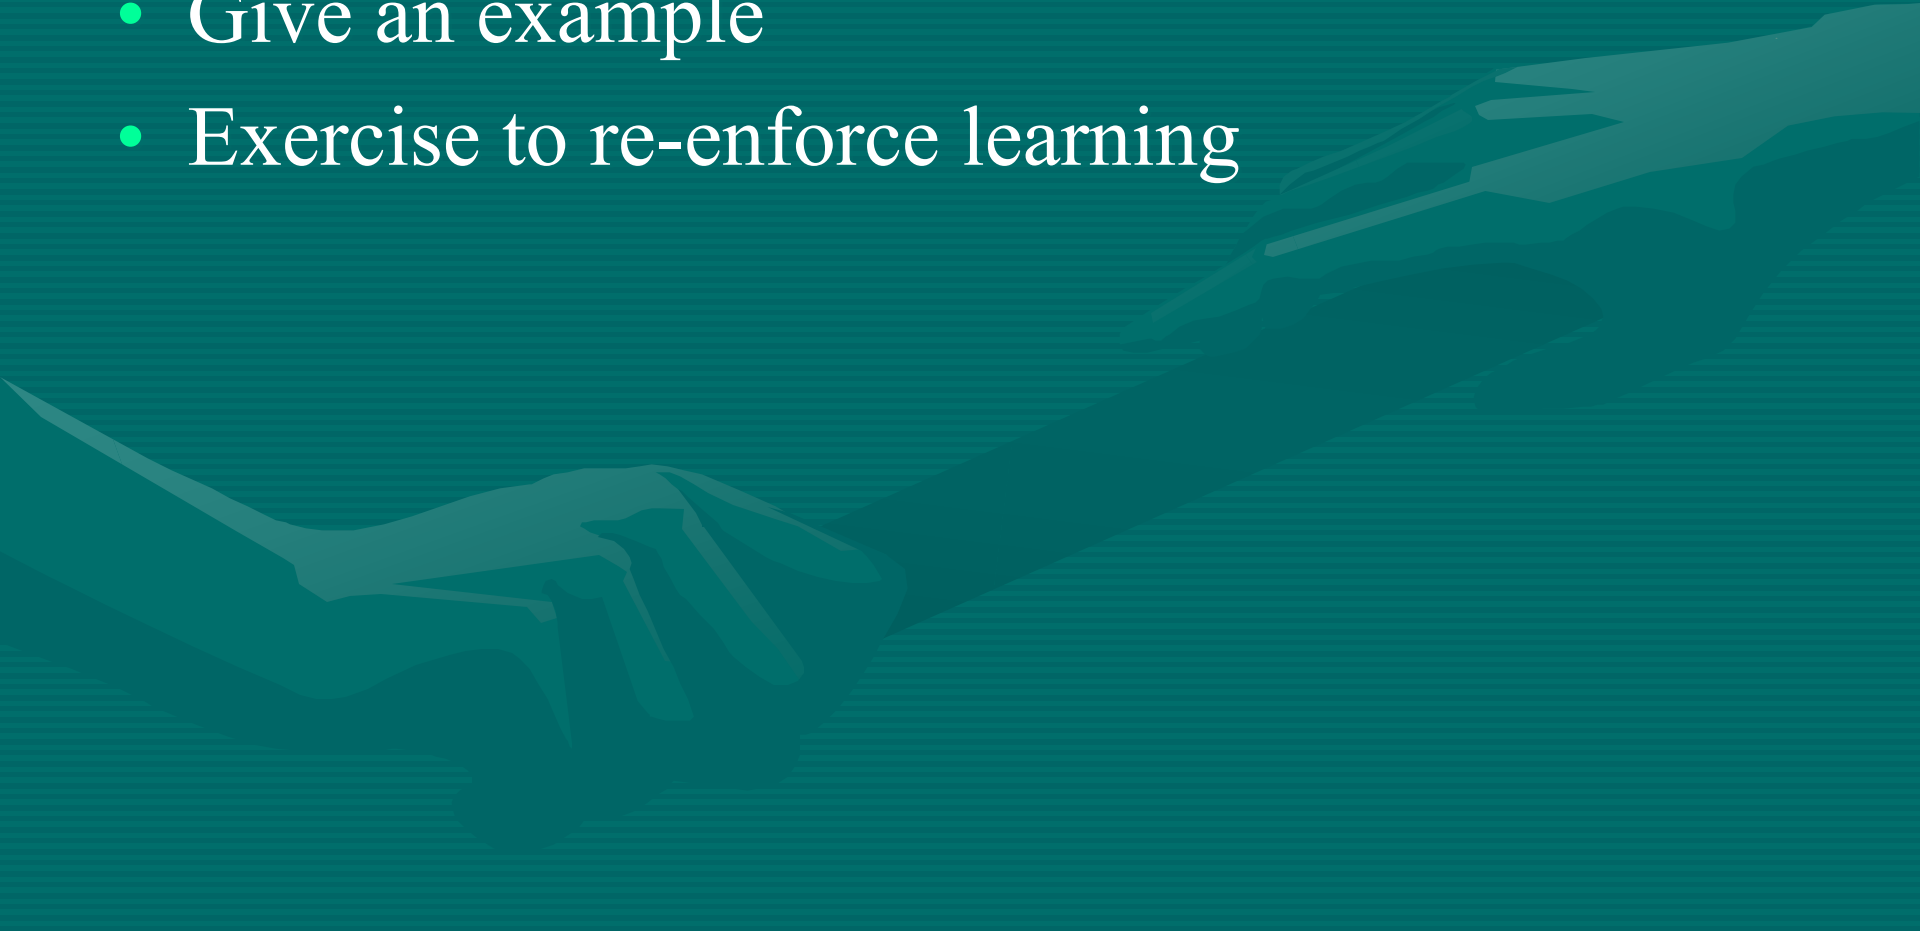 • Give an example
• Exercise to re-enforce learning